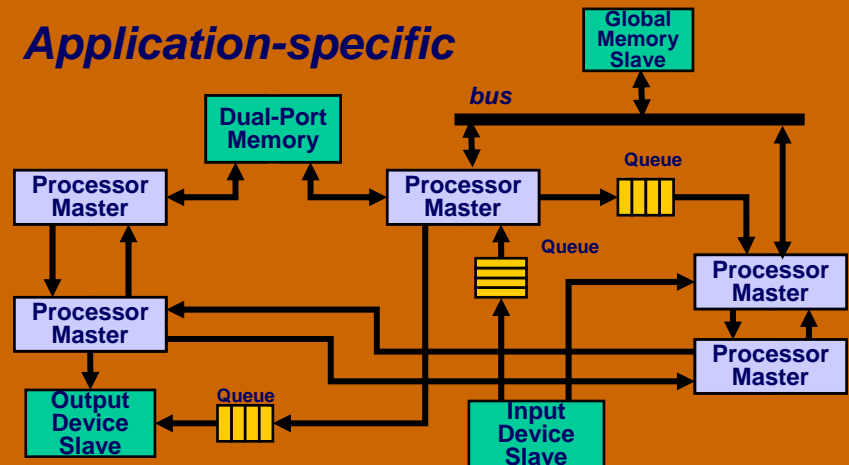 Application-specific
Global
Memory
Slave
bus
Dual-Port
Memory
Queue
Processor
Master
Processor
Master
Queue
Processor
Master
Processor
Master
Processor
Master
Output
Device
Slave
Queue
Input
Device
Slave